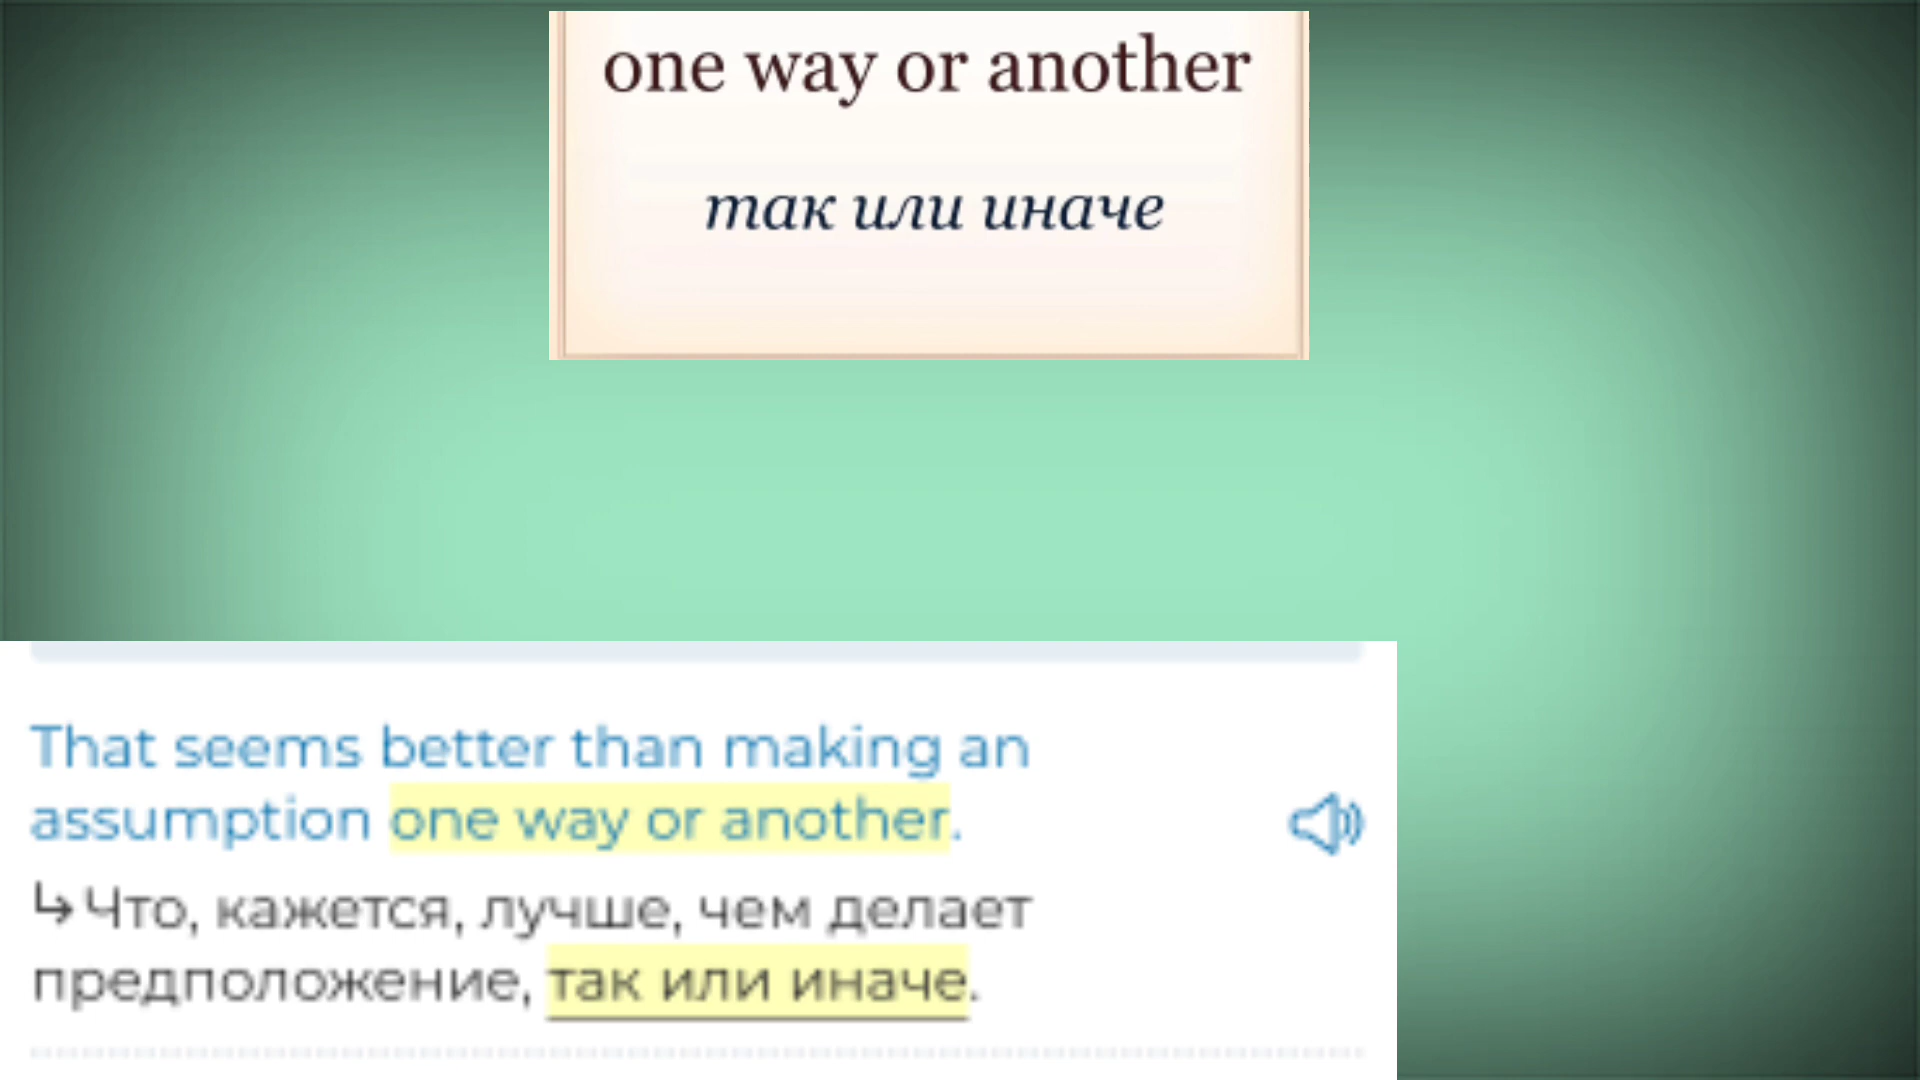 one way or another
так или иначе
That seems better than making an
assumption one way or another.
↳Что, кажется, лучше, чем делает
предположение, так или иначе.